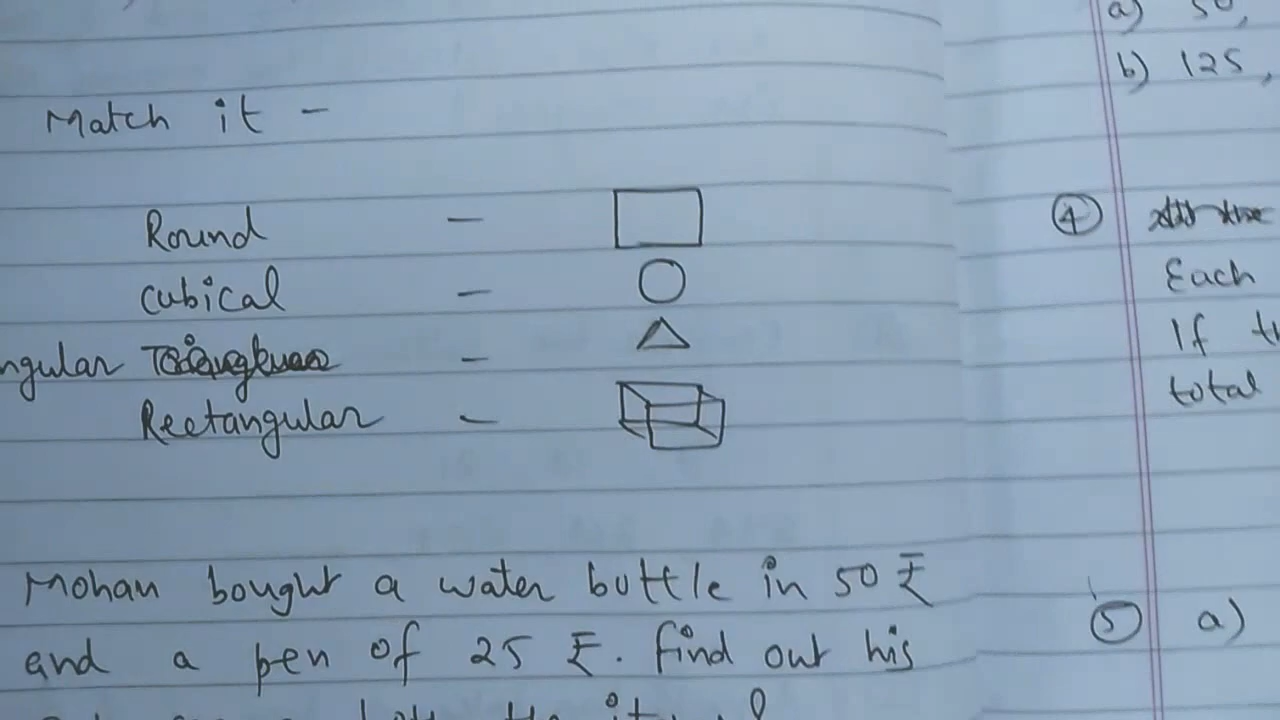 Match it -
Round -
Cubical -
ngular -
Rectangular -
Mohan bought a water buttle in 50 ₹
and a pen of 25 ₹. find out his
a) 50,
b) 125,
4
Each
If
total
5 a)